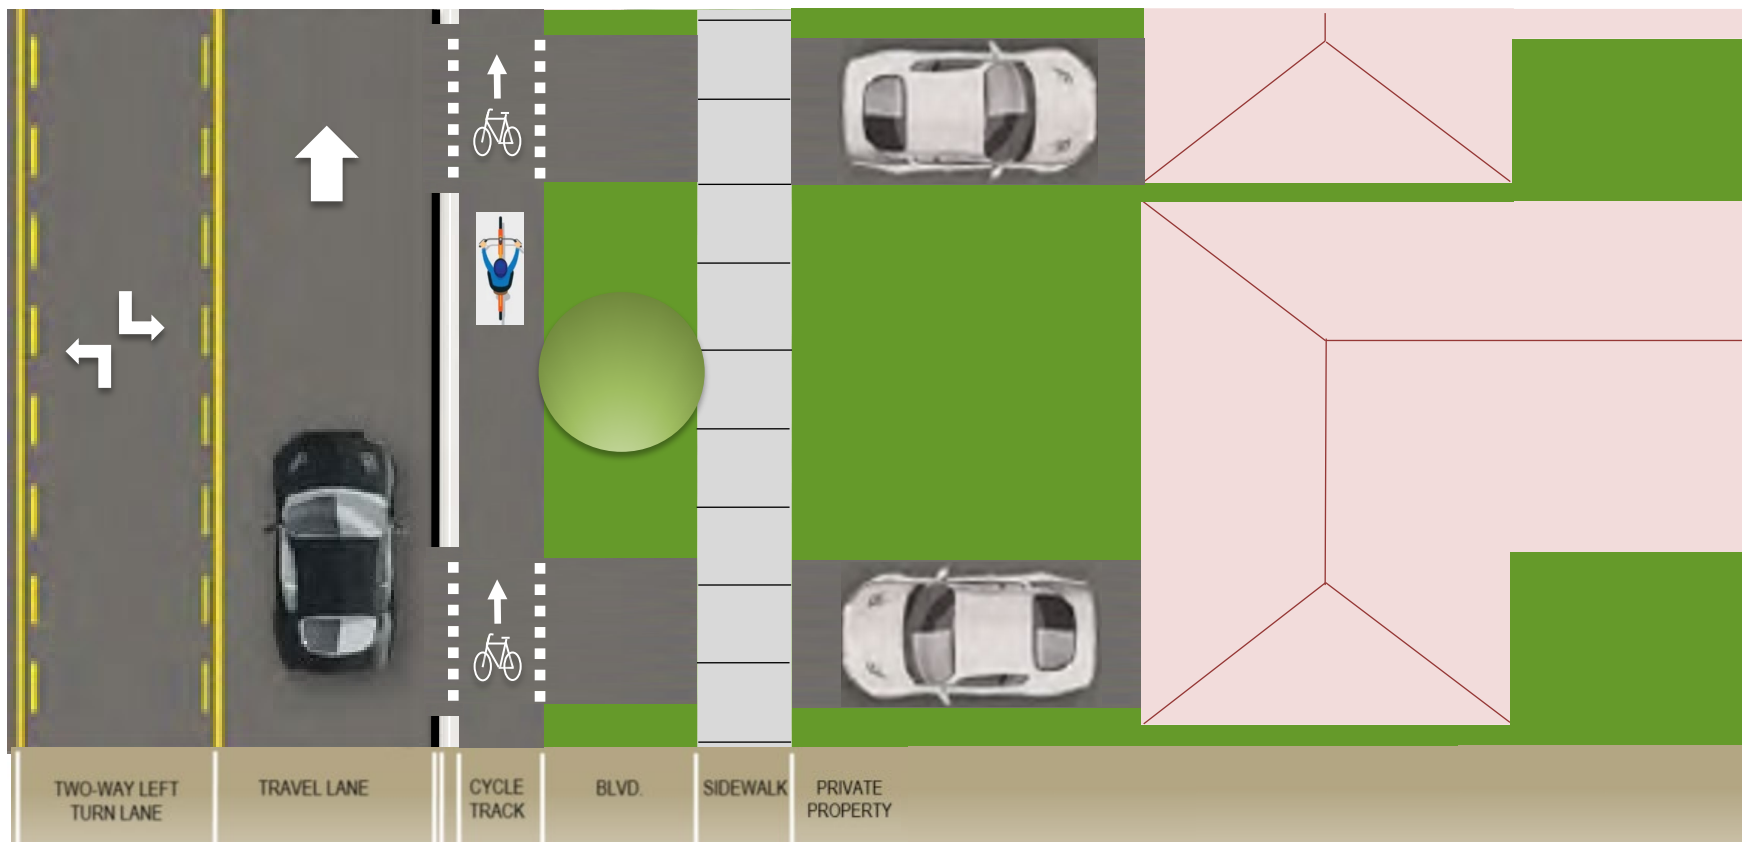 TWO-WAY LEFT
TURN LANE
TRAVEL LANE
CYCLE
TRACK
BLVD.
SIDEWALK
PRIVATE
PROPERTY